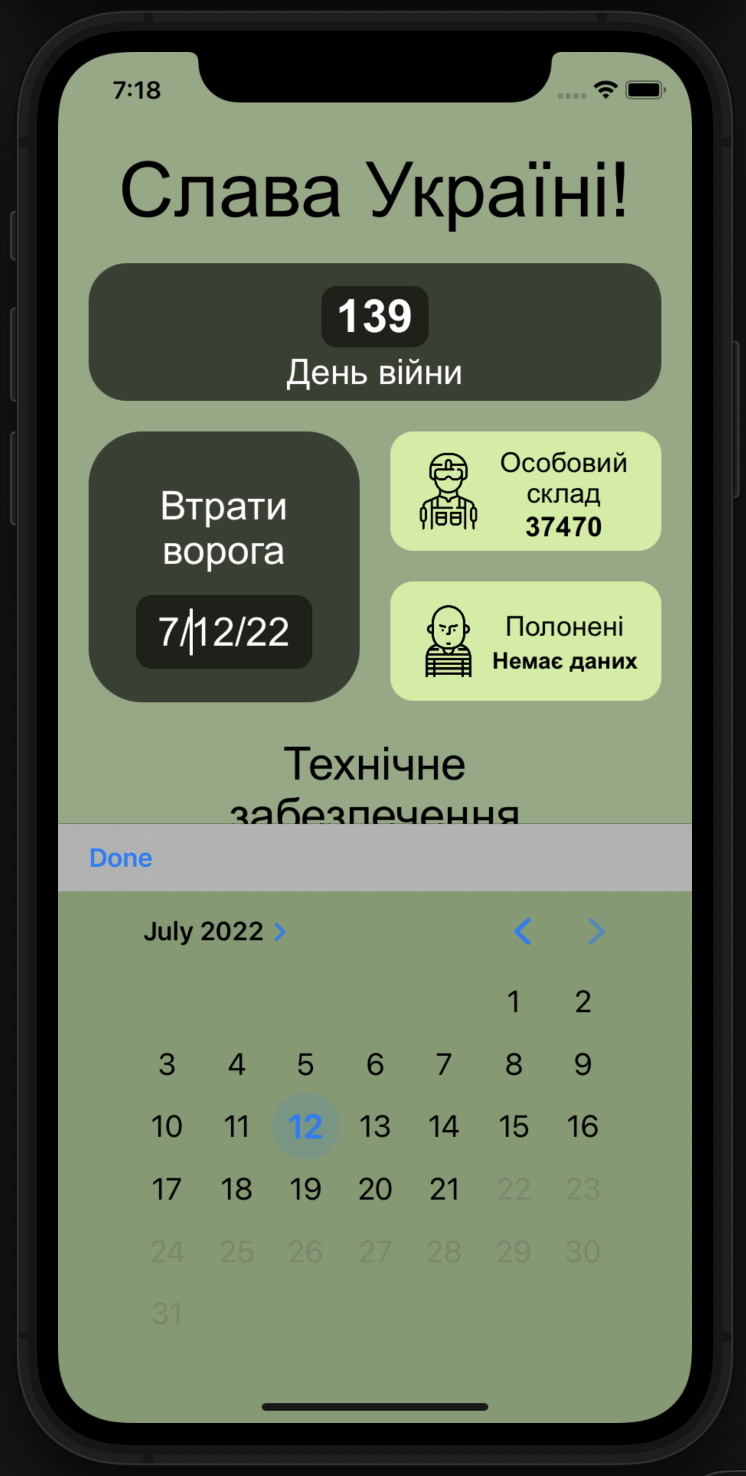 7:18
Слава Україні!
139
День війни
Втрати
ворога
7/12/22
Особовий
склад
37470
Полонені
Немає даних
Технічне
забезпечення
Done
July 2022
1 2
3 4 5 6 7 8 9
10 11 12 13 14 15 16
17 18 19 20 21 22 23
24 25 26 27 28 29 30
31